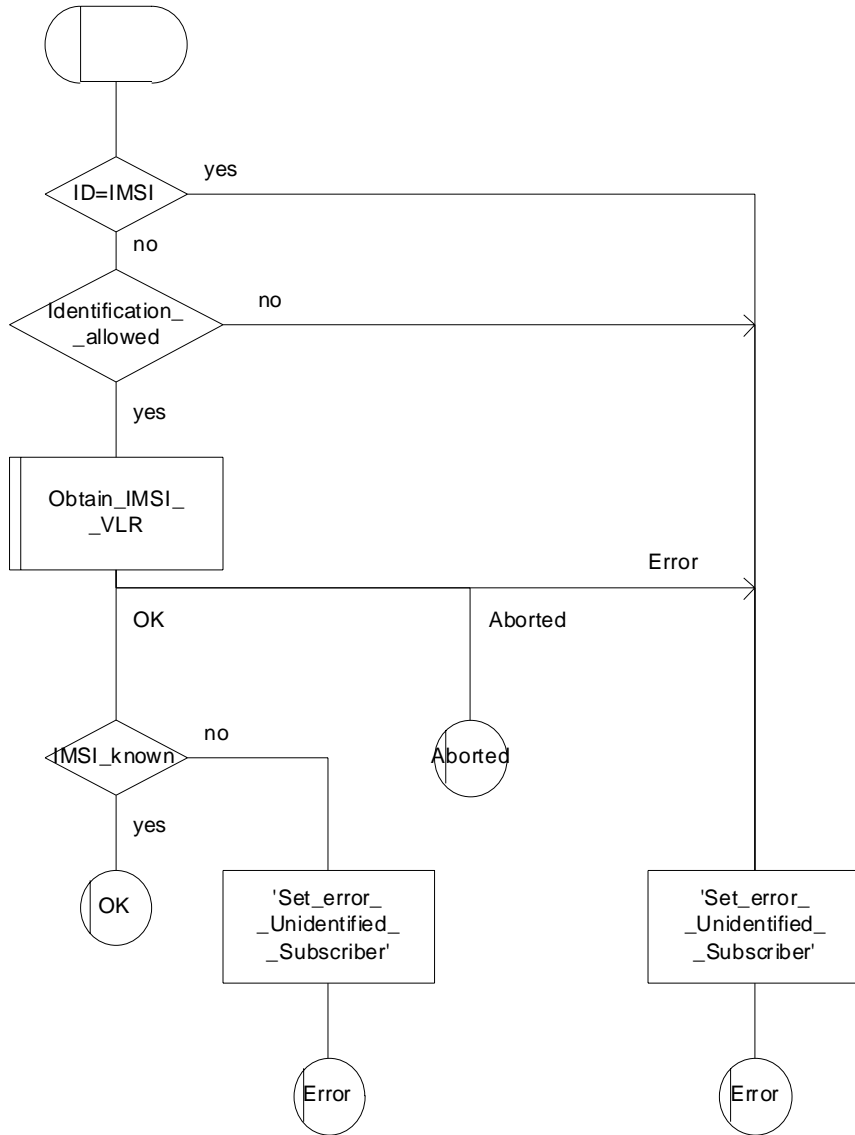 yes
ID=IMSI
no
Identification_
_allowed
no
yes
Obtain_IMSI_
_VLR
Error
OK
Aborted
IMSI_known
no
Aborted
yes
OK
'Set_error_
_Unidentified_
_Subscriber'
'Set_error_
_Unidentified_
_Subscriber'
Error
Error